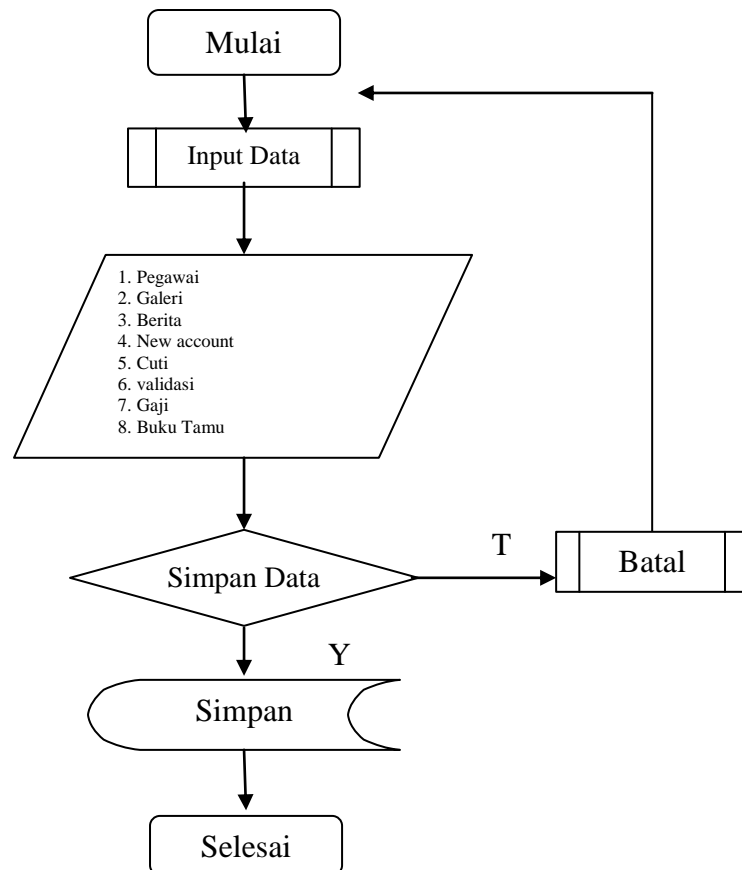 Mulai
Input Data
1. Pegawai
2. Galeri
3. Berita
4. New account
5. Cuti
6. validasi
7. Gaji
8. Buku Tamu
Simpan Data
T
Batal
Y
Simpan
Selesai